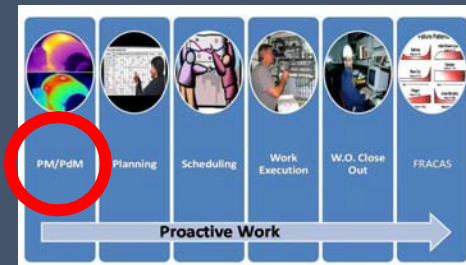 PM/PdM
Planning
Scheduling
Work
Execution
W.O. Close
Out
FRACAS
Proactive Work